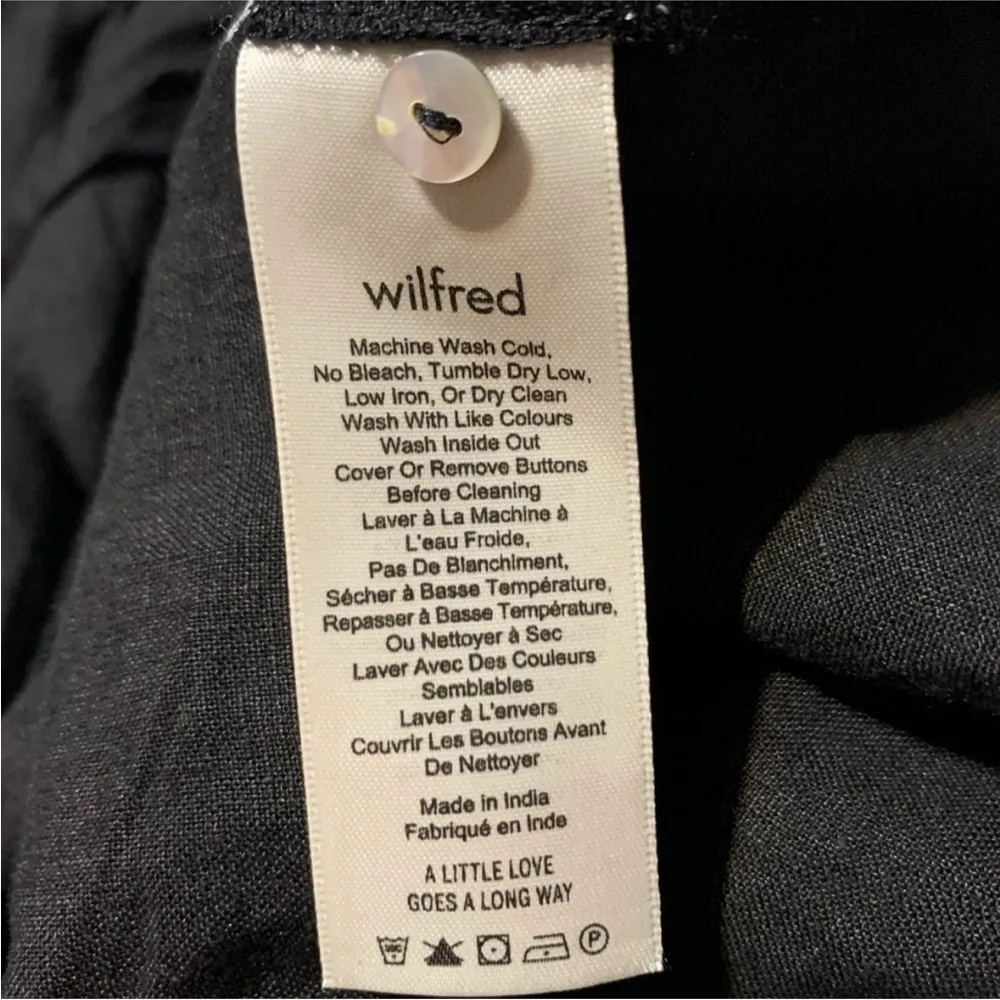 wilfred
Machine Wash Cold,
No Bleach, Tumble Dry Low,
Low Iron, Or Dry Clean
Wash With Like Colours
Wash Inside Out
Cover Or Remove Buttons
Before Cleaning
Laver à La Machine à
L'eau Froide,
Pas De Blanchiment,
Sécher à Basse Température,
Repasser à Basse Température,
Ou Nettoyer à Sec
Laver Avec Des Couleurs
Semblables
Laver à L'envers
Couvrir Les Boutons Avant
De Nettoyer
Made in India
Fabriqué en Inde
A LITTLE LOVE
GOES A LONG WAY
P